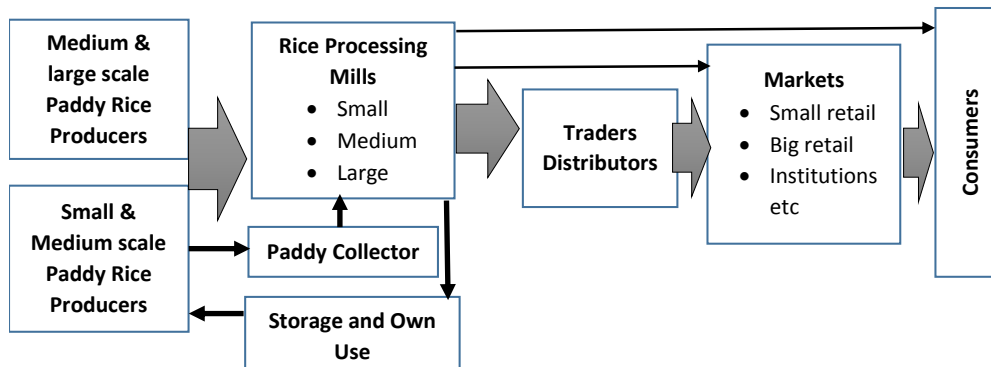 Medium &
large scale
Paddy Rice
Producers
Small &
Medium scale
Paddy Rice
Producers
Rice Processing
Mills
• Small
• Medium
• Large
Paddy Collector
Storage and Own
Use
Traders
Distributors
Markets
• Small retail
• Big retail
• Institutions
etc
Consumers